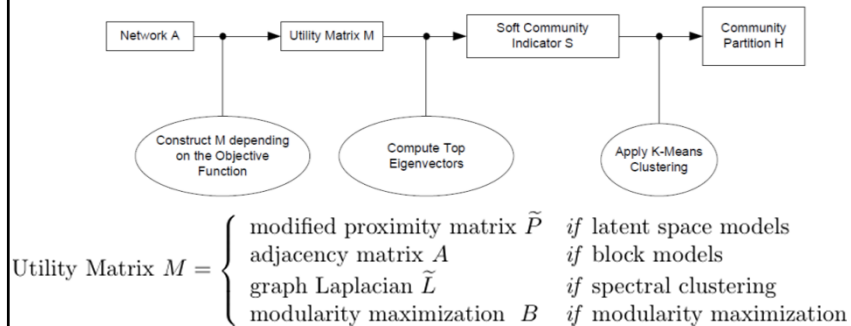 Network A
Utility Matrix M
Soft Community
Indicator S
Community
Partition H
Construct M depending
on the Objective
Function
Compute Top
Eigenvectors
Apply K-Means
Clustering
Utility Matrix M = {
modified proximity matrix P̃ if latent space models
adjacency matrix A if block models
graph Laplacian L̃ if spectral clustering
modularity maximization B if modularity maximization